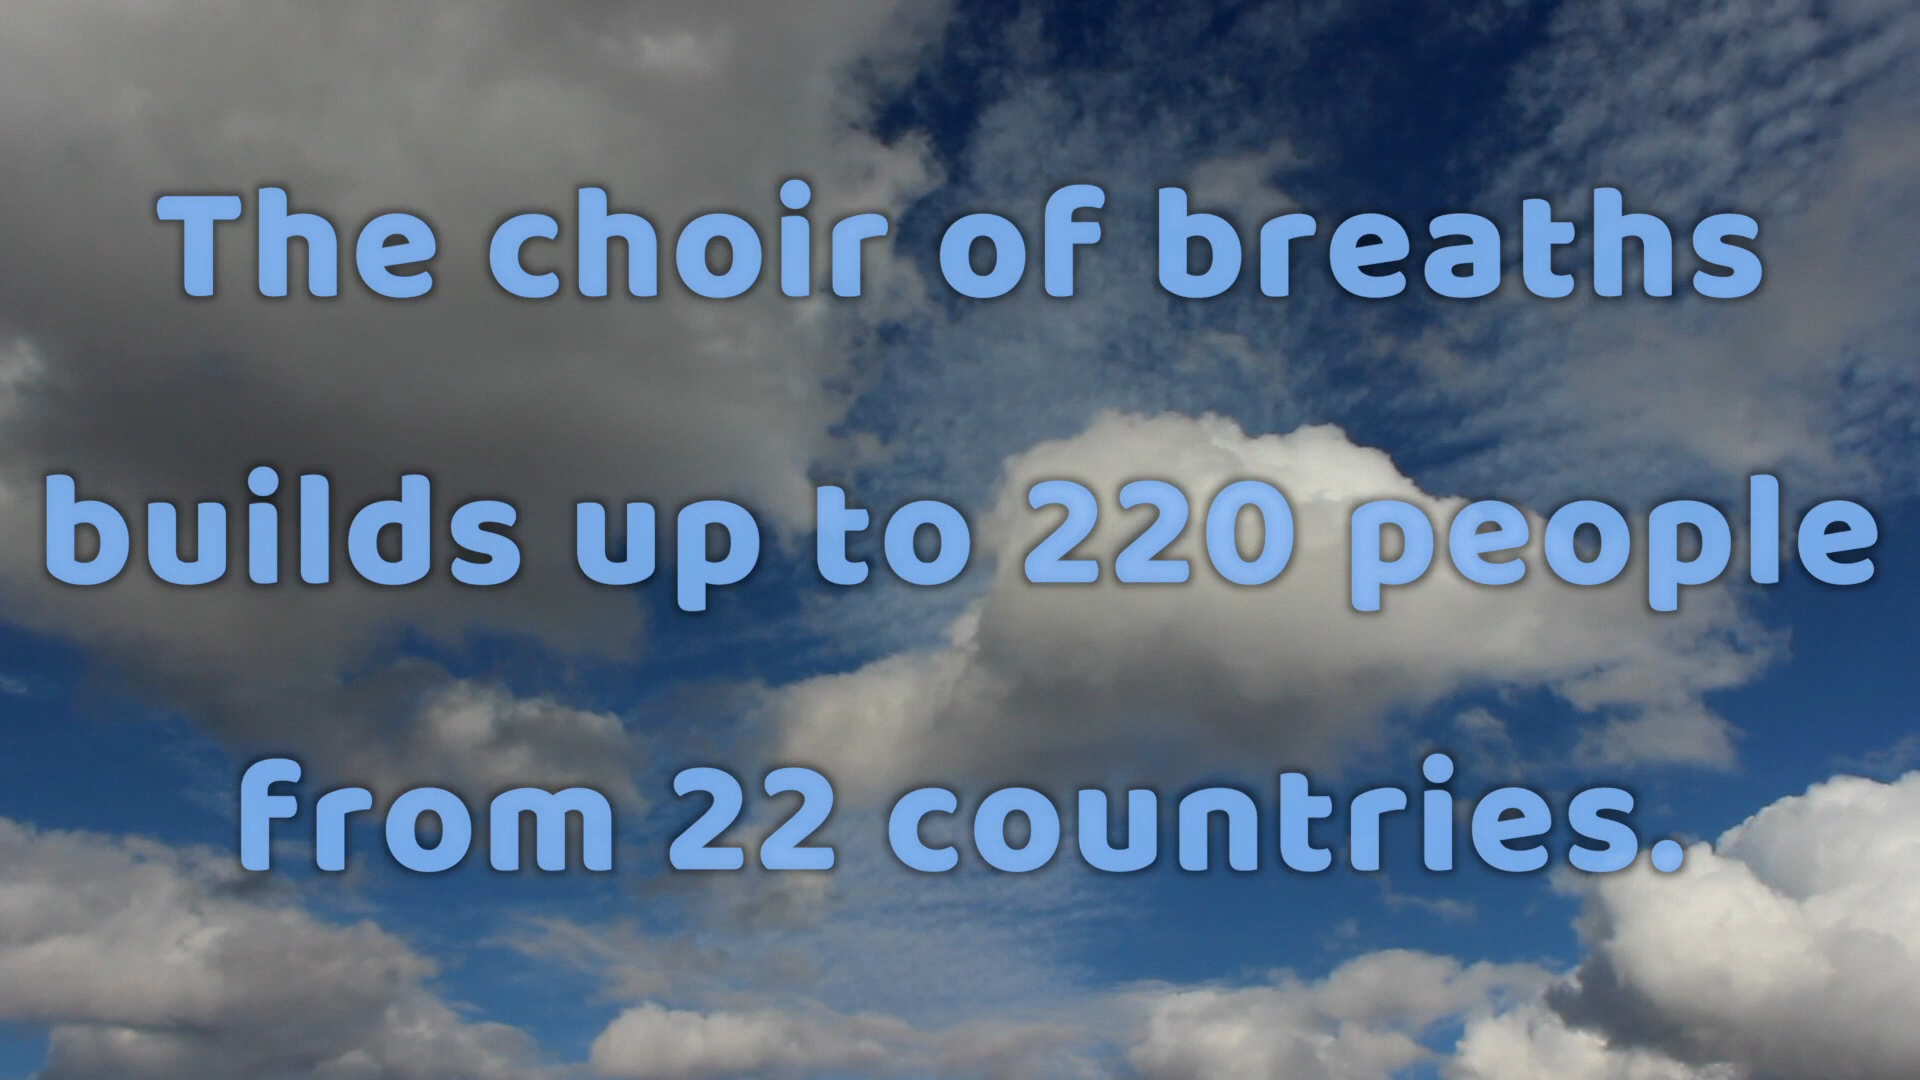 The choir of breaths
builds up to 220 people
from 22 countries.